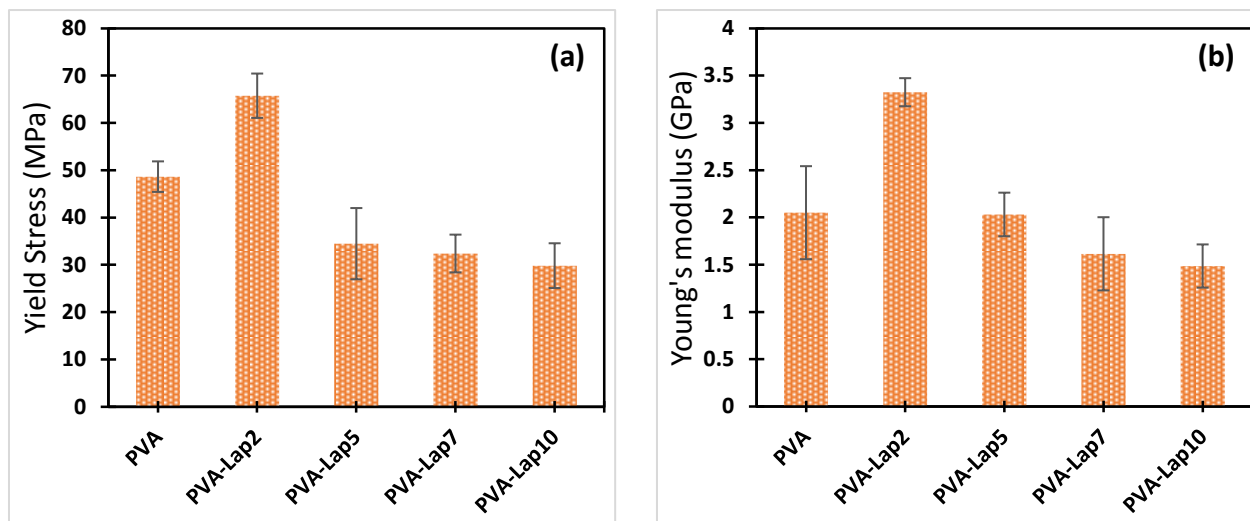 (a)
Yield Stress (MPa)
80
70
60
50
40
30
20
10
0
PVA
PVA-Lap2
PVA-Lap5
PVA-Lap7
PVA-Lap10
(b)
Young's modulus (GPa)
4
3.5
3
2.5
2
1.5
1
0.5
0
PVA
PVA-Lap2
PVA-Lap5
PVA-Lap7
PVA-Lap10